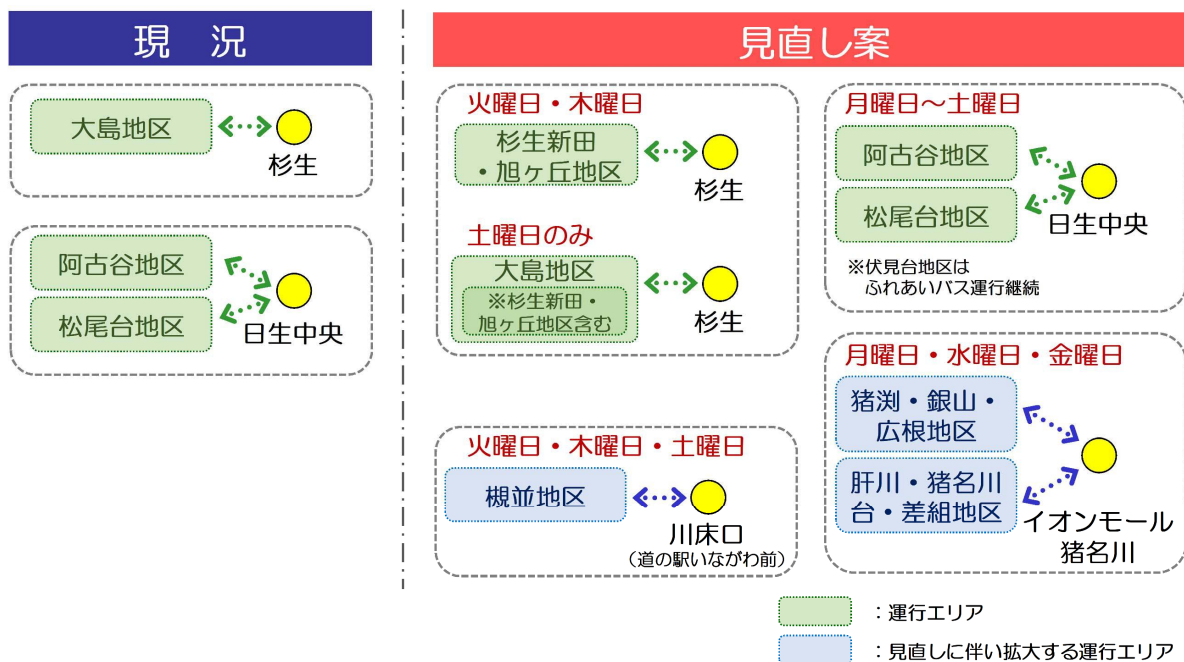 現 況
大島地区
杉生
阿古谷地区
松尾台地区
日生中央
見直し案
火曜日・木曜日
杉生新田
・旭ヶ丘地区
杉生
土曜日のみ
大島地区
※杉生新田・
旭ヶ丘地区含む
杉生
月曜日～土曜日
阿古谷地区
松尾台地区
日生中央
※伏見台地区は
ふれあいバス運行継続
火曜日・木曜日・土曜日
槻並地区
川床口
（道の駅いながわ前）
月曜日・水曜日・金曜日
猪渕・銀山・
広根地区
肝川・猪名川
台・差組地区
イオンモール
猪名川
：運行エリア
：見直しに伴い拡大する運行エリア